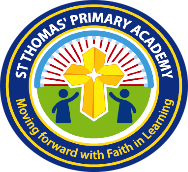 ST THOMAS' PRIMARY ACADEMY
Moving forward with Faith in Learning